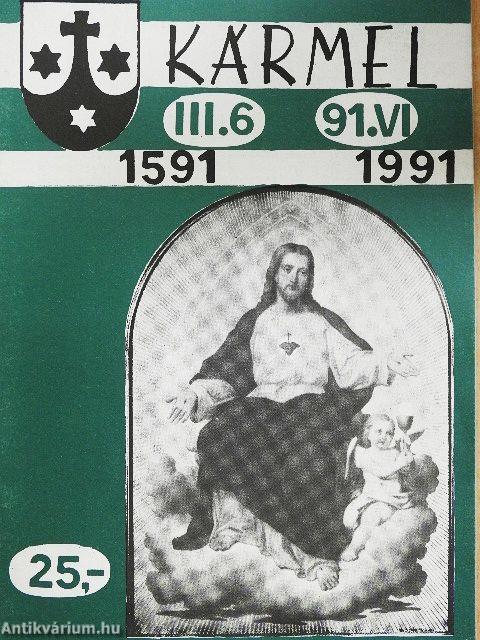 KÁRMEL
III.6 91.VI
1591 1991
25,-
Antikvárium.hu